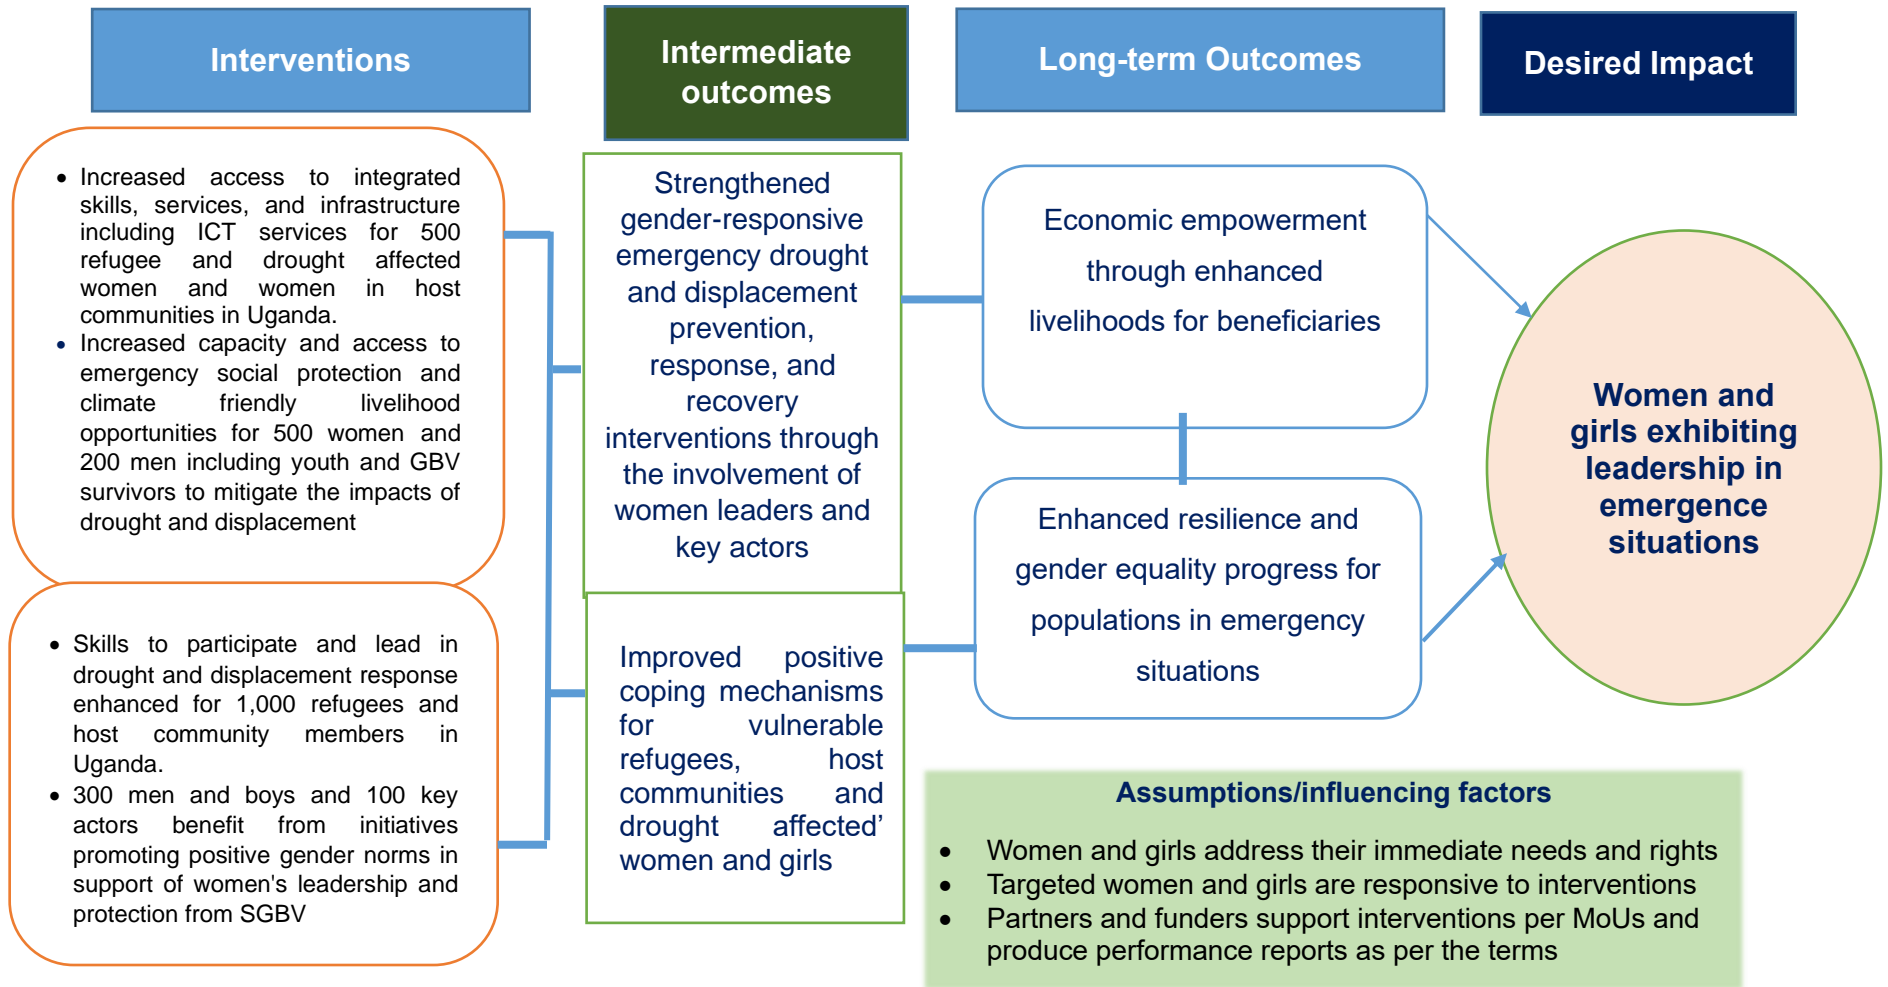 Interventions
Intermediate
outcomes
Long-term Outcomes
Desired Impact
• Increased access to integrated
skills, services, and infrastructure
including ICT services for 500
refugee and drought affected
women and women in host
communities in Uganda.
• Increased capacity and access to
emergency social protection and
climate friendly livelihood
opportunities for 500 women and
200 men including youth and GBV
survivors to mitigate the impacts of
drought and displacement
• Skills to participate and lead in
drought and displacement response
enhanced for 1,000 refugees and
host community members in
Uganda.
• 300 men and boys and 100 key
actors benefit from initiatives
promoting positive gender norms in
support of women's leadership and
protection from SGBV
Strengthened
gender-responsive
emergency drought
and displacement
prevention,
response, and
recovery
interventions through
the involvement of
women leaders and
key actors
Improved positive
coping mechanisms
for vulnerable
refugees, host
communities and
drought affected’
women and girls
Economic empowerment
through enhanced
livelihoods for beneficiaries
Enhanced resilience and
gender equality progress for
populations in emergency
situations
Women and
girls exhibiting
leadership in
emergence
situations
Assumptions/influencing factors
• Women and girls address their immediate needs and rights
• Targeted women and girls are responsive to interventions
• Partners and funders support interventions per MoUs and
produce performance reports as per the terms